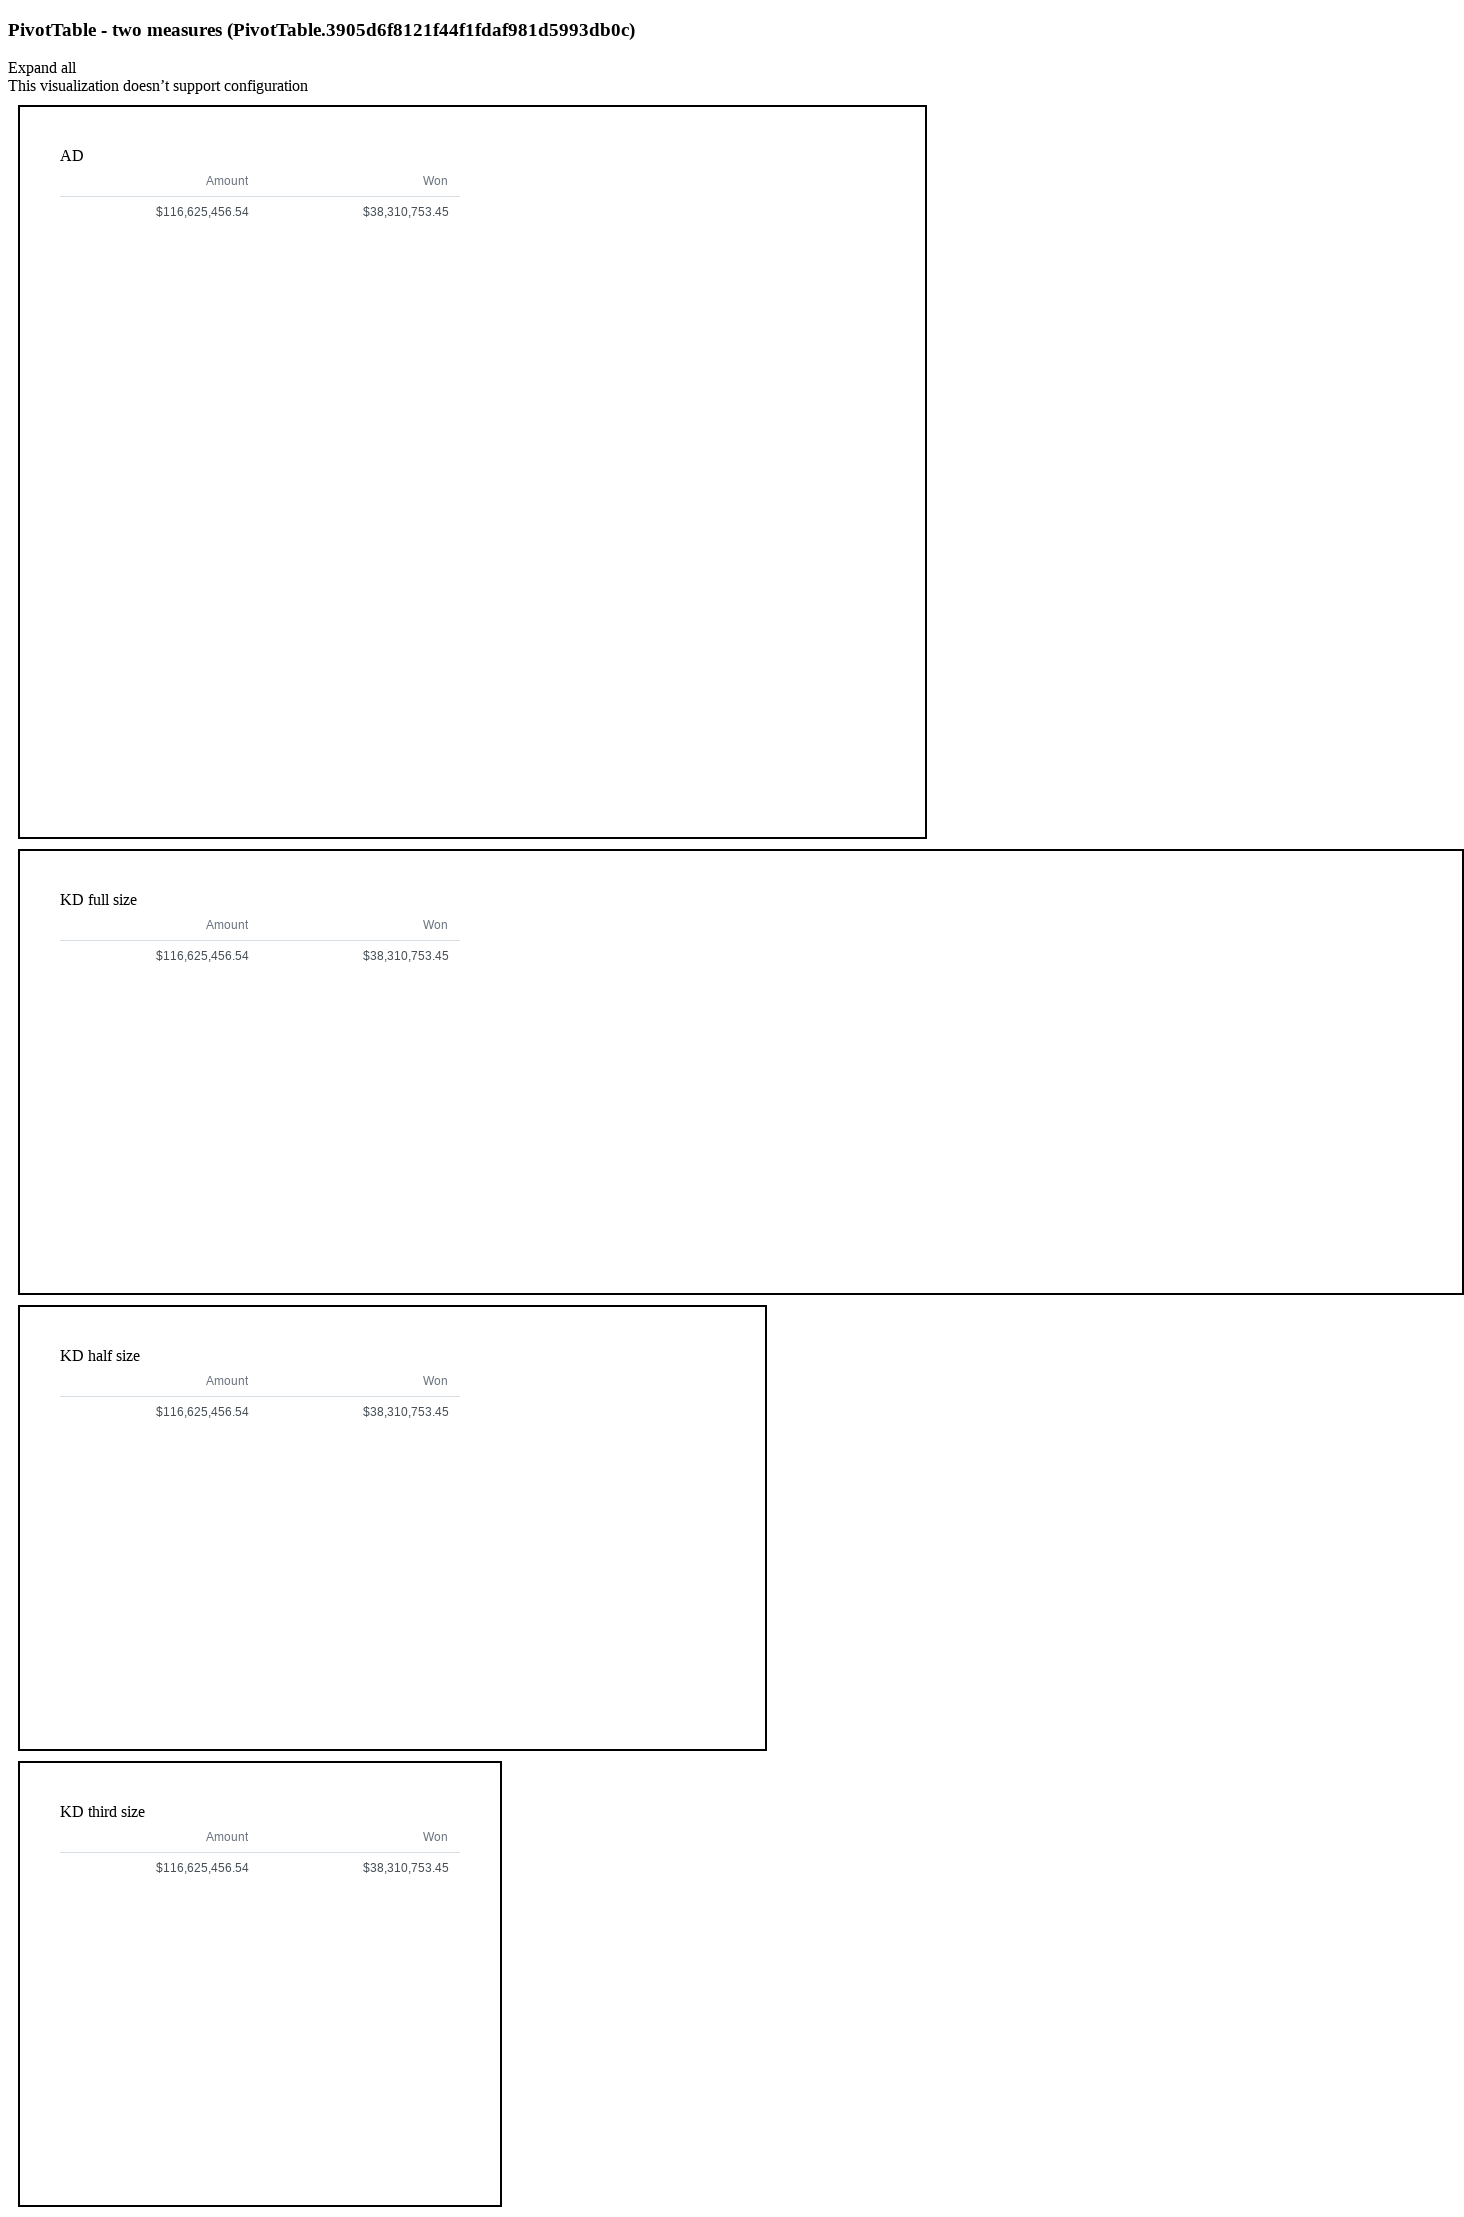 PivotTable - two measures (PivotTable.3905d6f8121f44f1fdaf981d5993db0c)
Expand all
This visualization doesn’t support configuration
AD
Amount Won
$116,625,456.54 $38,310,753.45
KD full size
Amount Won
$116,625,456.54 $38,310,753.45
KD half size
Amount Won
$116,625,456.54 $38,310,753.45
KD third size
Amount Won
$116,625,456.54 $38,310,753.45